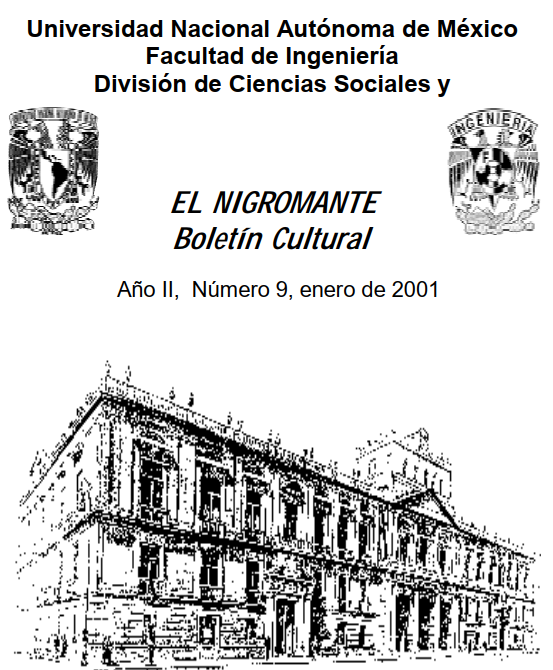 Universidad Nacional Autónoma de México
Facultad de Ingeniería
División de Ciencias Sociales y
INGENIERIA
EL NIGROMANTE
Boletín Cultural
Año II,  Número 9, enero de 2001